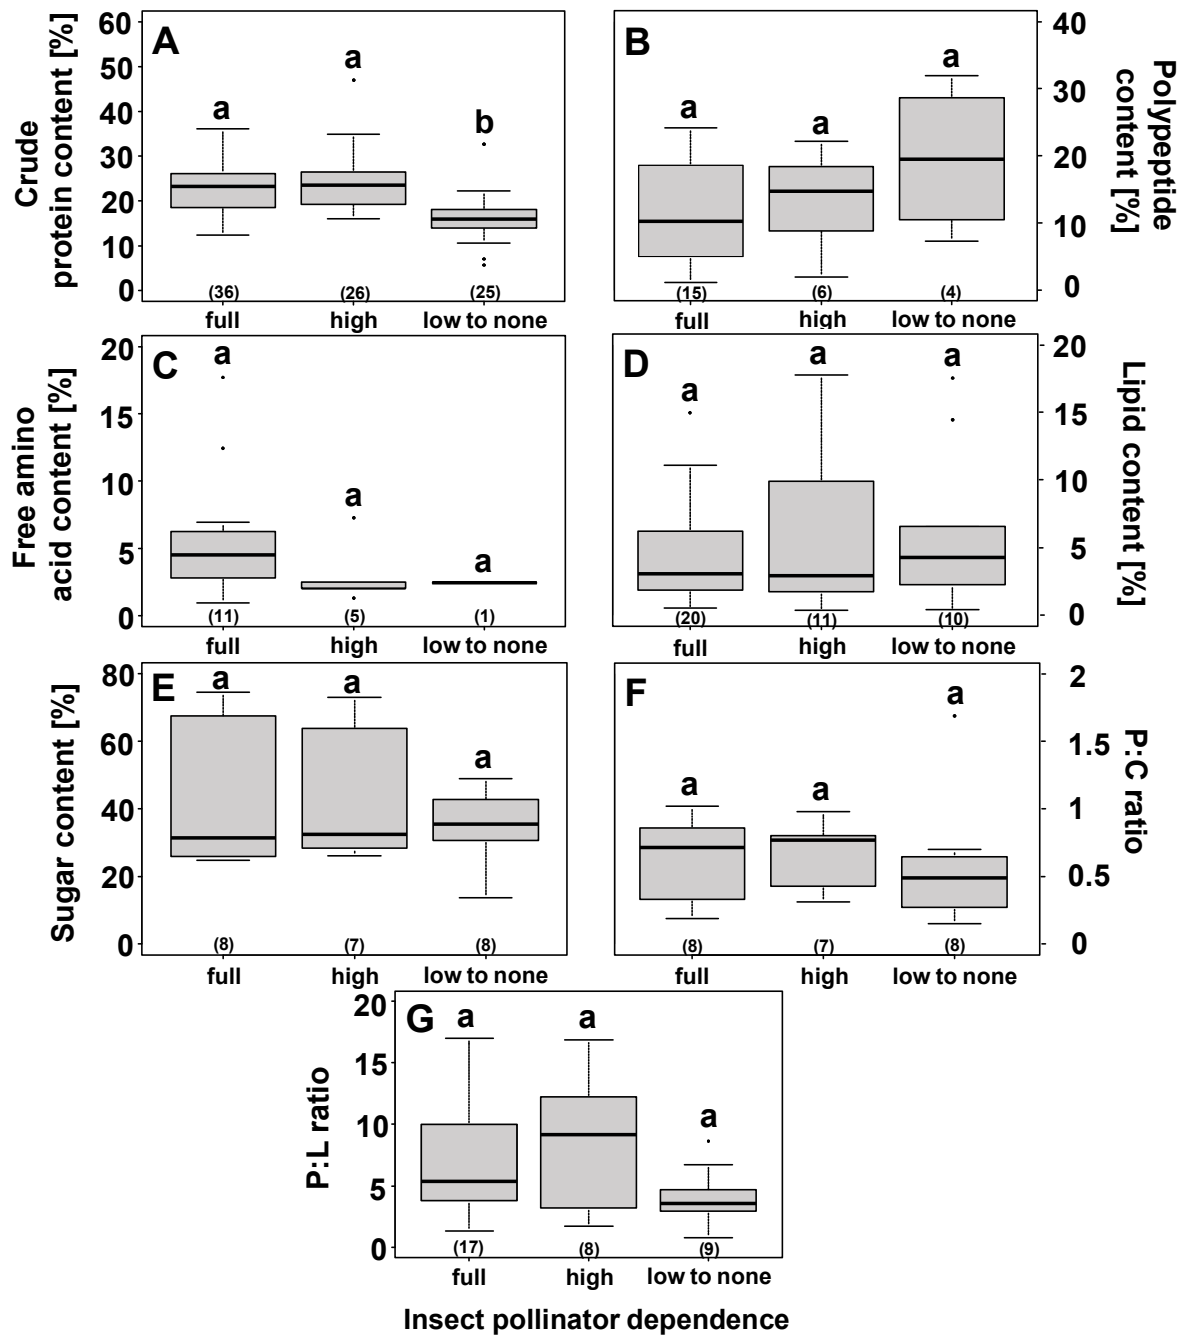 Crude
protein content [%]
60
50
40
30
20
10
0
A
a
a
b
(36)
(26)
(25)
full
high
low to none
B
a
a
a
(15)
(6)
(4)
full
high
low to none
40
30
20
10
0
Polypeptide
content [%]
Free amino
acid content [%]
20
15
10
5
0
C
a
a
a
(11)
(5)
(1)
full
high
low to none
D
a
a
a
(20)
(11)
(10)
full
high
low to none
20
15
10
5
0
Lipid content [%]
Sugar content [%]
80
60
40
20
0
E
a
a
a
(8)
(7)
(8)
full
high
low to none
F
a
a
a
(8)
(7)
(8)
full
high
low to none
2
1.5
1
0.5
0
P:C ratio
P:L ratio
20
15
10
5
0
G
a
a
a
(17)
(8)
(9)
full
high
low to none
Insect pollinator dependence